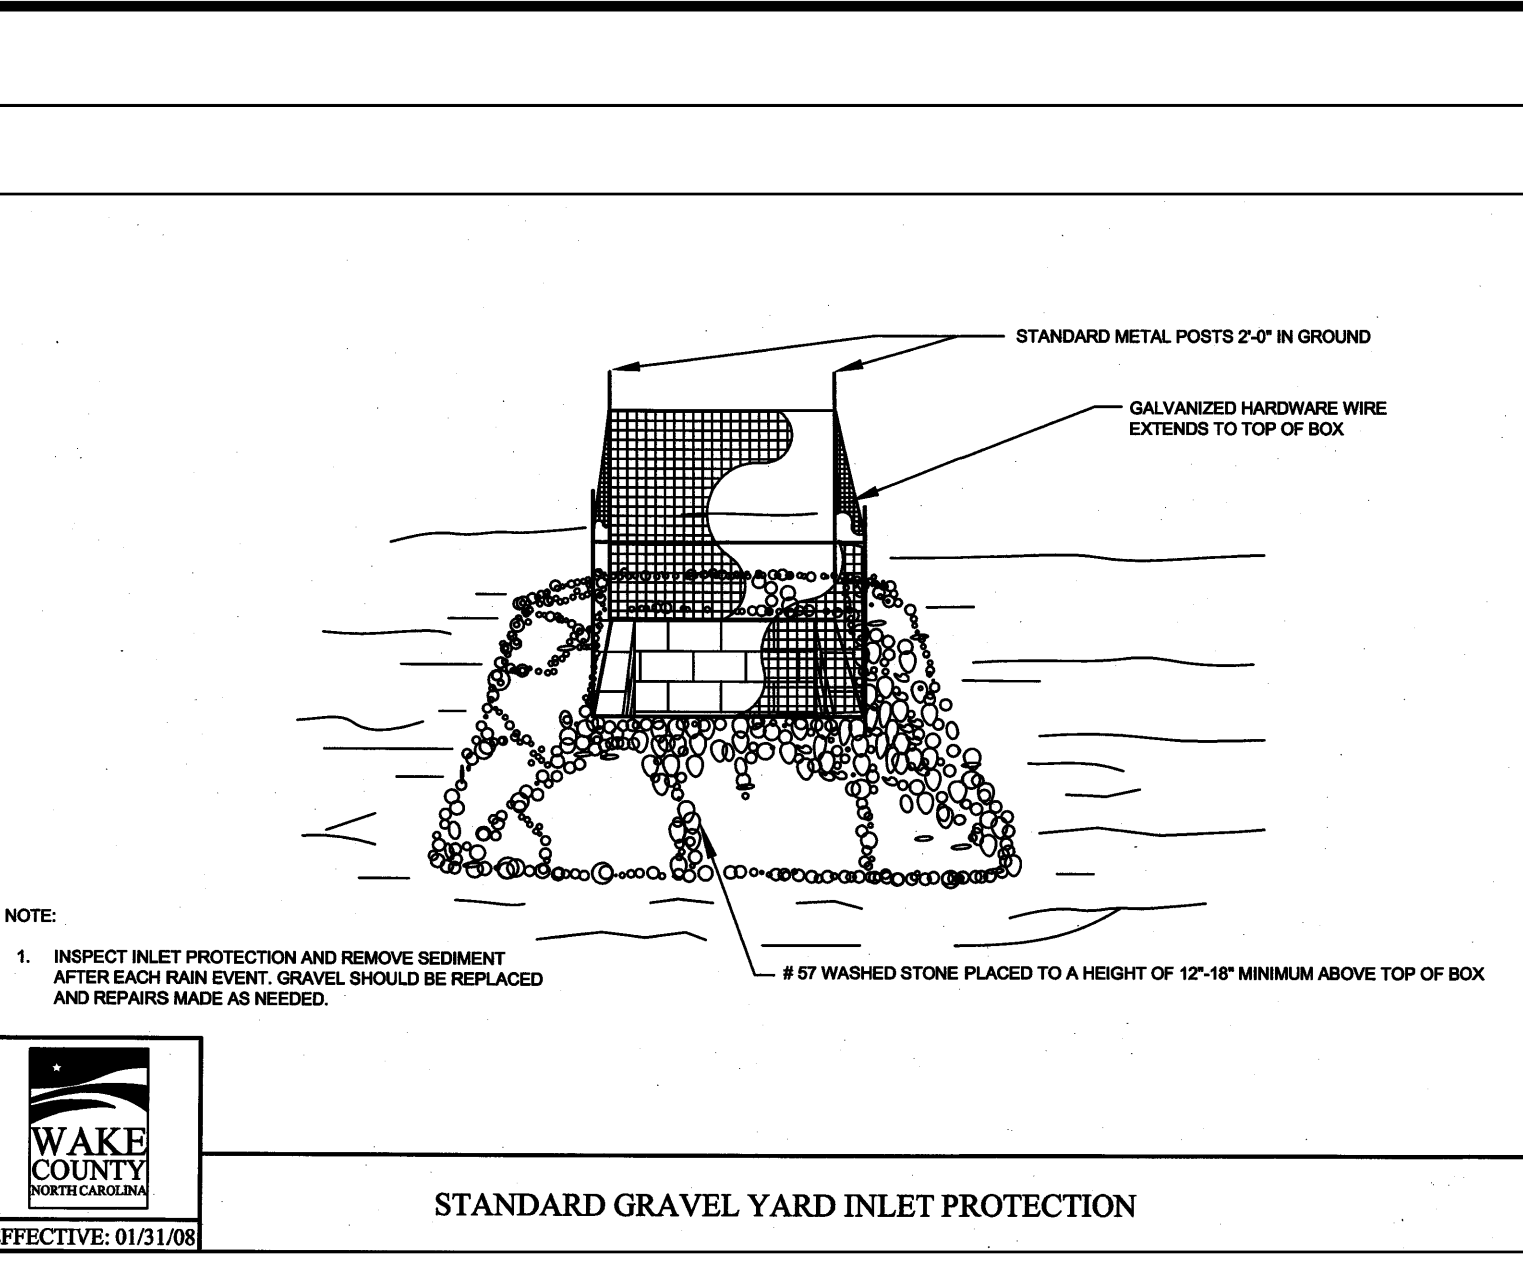 STANDARD METAL POSTS 2'-0" IN GROUND
GALVANIZED HARDWARE WIRE
EXTENDS TO TOP OF BOX
NOTE:
1. INSPECT INLET PROTECTION AND REMOVE SEDIMENT
AFTER EACH RAIN EVENT. GRAVEL SHOULD BE REPLACED
AND REPAIRS MADE AS NEEDED.
# 57 WASHED STONE PLACED TO A HEIGHT OF 12"-18" MINIMUM ABOVE TOP OF BOX
WAKE
COUNTY
NORTH CAROLINA
FFECTIVE: 01/31/08
STANDARD GRAVEL YARD INLET PROTECTION